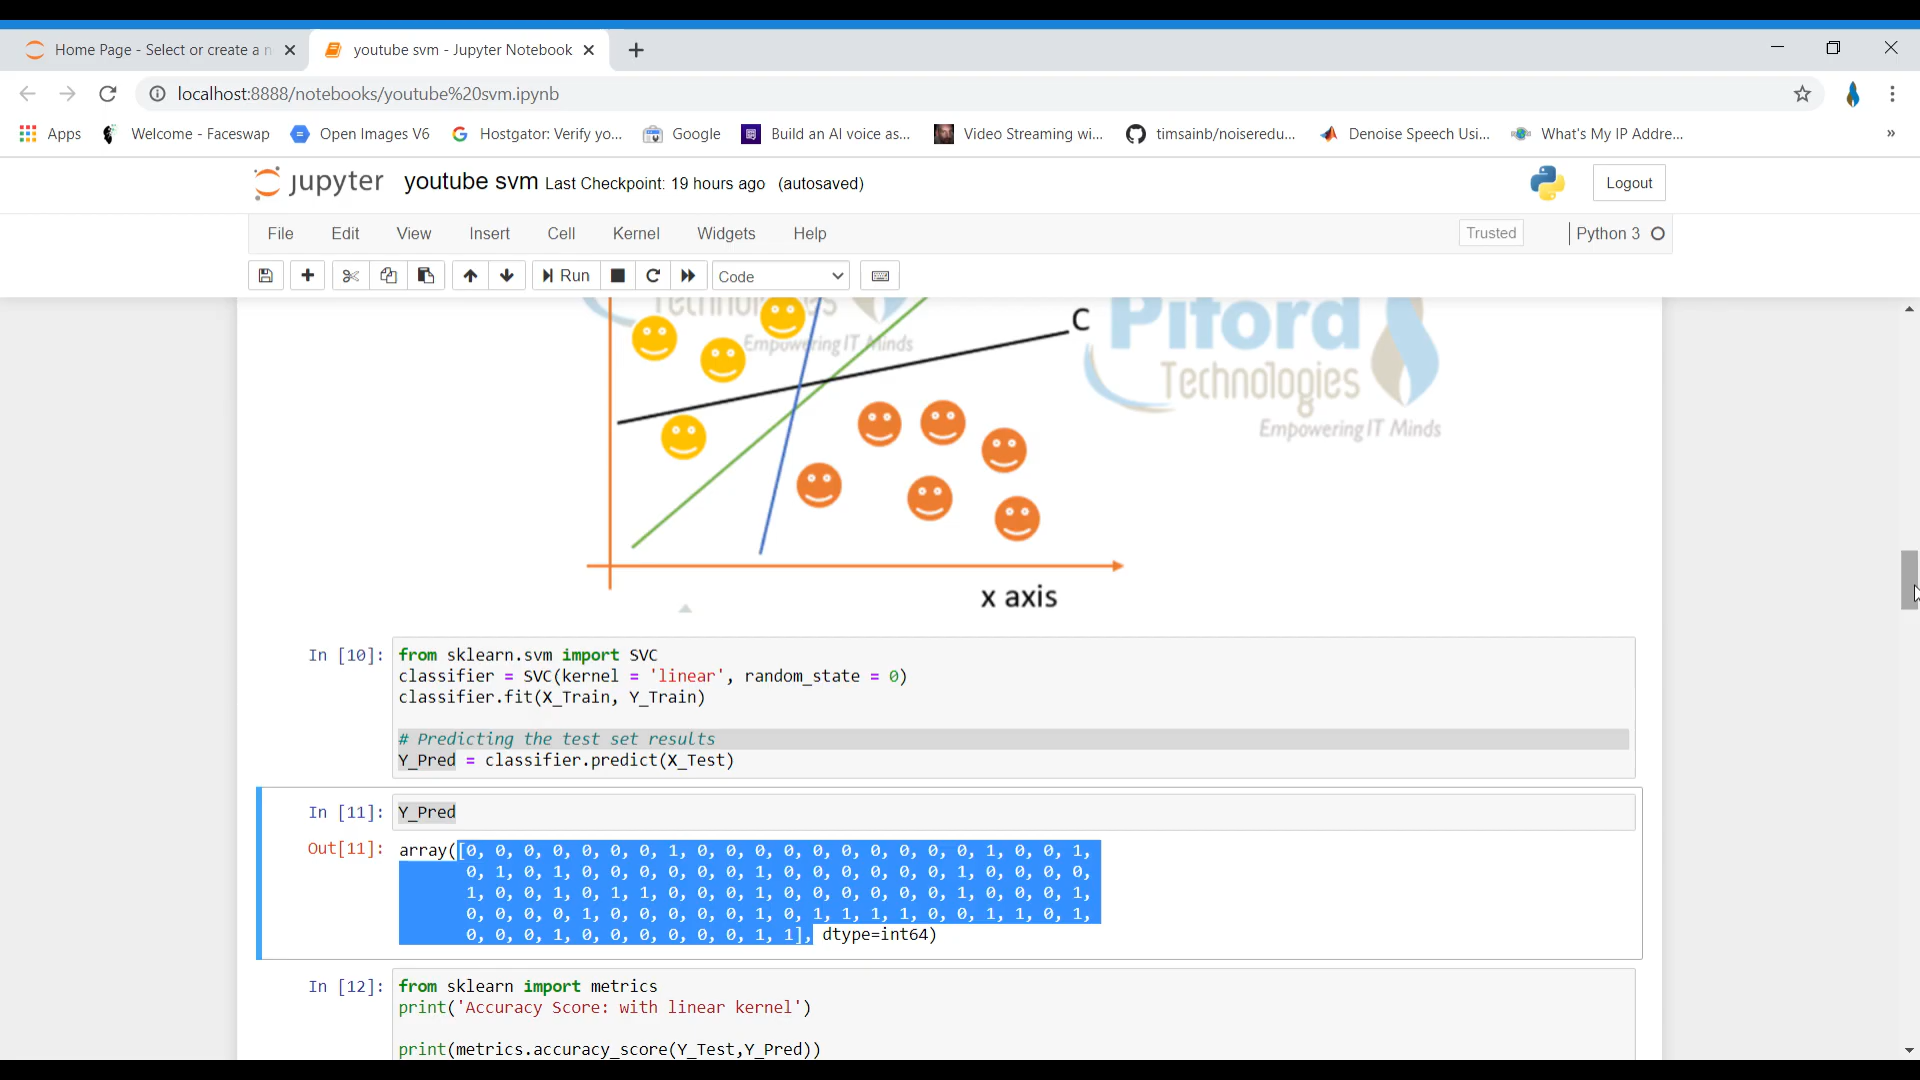 Home Page - Select or create a n
youtube svm - Jupyter Notebook
localhost:8888/notebooks/youtube%20svm.ipynb
Apps
Welcome - Faceswap
Open Images V6
Hostgator: Verify yo...
Google
Build an AI voice as...
Video Streaming wi...
timsainb/noiseredu...
Denoise Speech Usi...
What's My IP Addre...
»
jupyter youtube svm Last Checkpoint: 19 hours ago (autosaved)
Logout
File Edit View Insert Cell Kernel Widgets Help
Trusted
Python 3
Run
Code
Technologies
Empowering IT Minds
C
Piford
Technologies
Empowering IT Minds
x axis
In [10]: from sklearn.svm import SVC
classifier = SVC(kernel = 'linear', random_state = 0)
classifier.fit(X_Train, Y_Train)
# Predicting the test set results
Y_Pred = classifier.predict(X_Test)
In [11]: Y_Pred
Out[11]: array([0, 0, 0, 0, 0, 0, 0, 1, 0, 0, 0, 0, 0, 0, 0, 0, 0, 0, 1, 0, 0, 1,
0, 1, 0, 1, 0, 0, 0, 0, 0, 0, 1, 0, 0, 0, 0, 0, 0, 1, 0, 0, 0, 0,
1, 0, 0, 1, 0, 1, 1, 0, 0, 0, 1, 0, 0, 0, 0, 0, 0, 1, 0, 0, 0, 1,
0, 0, 0, 0, 1, 0, 0, 0, 0, 0, 1, 0, 1, 1, 1, 1, 0, 0, 1, 1, 0, 1,
0, 0, 0, 1, 0, 0, 0, 0, 0, 0, 1, 1], dtype=int64)
In [12]: from sklearn import metrics
print('Accuracy Score: with linear kernel')
print(metrics.accuracy_score(Y_Test,Y_Pred))